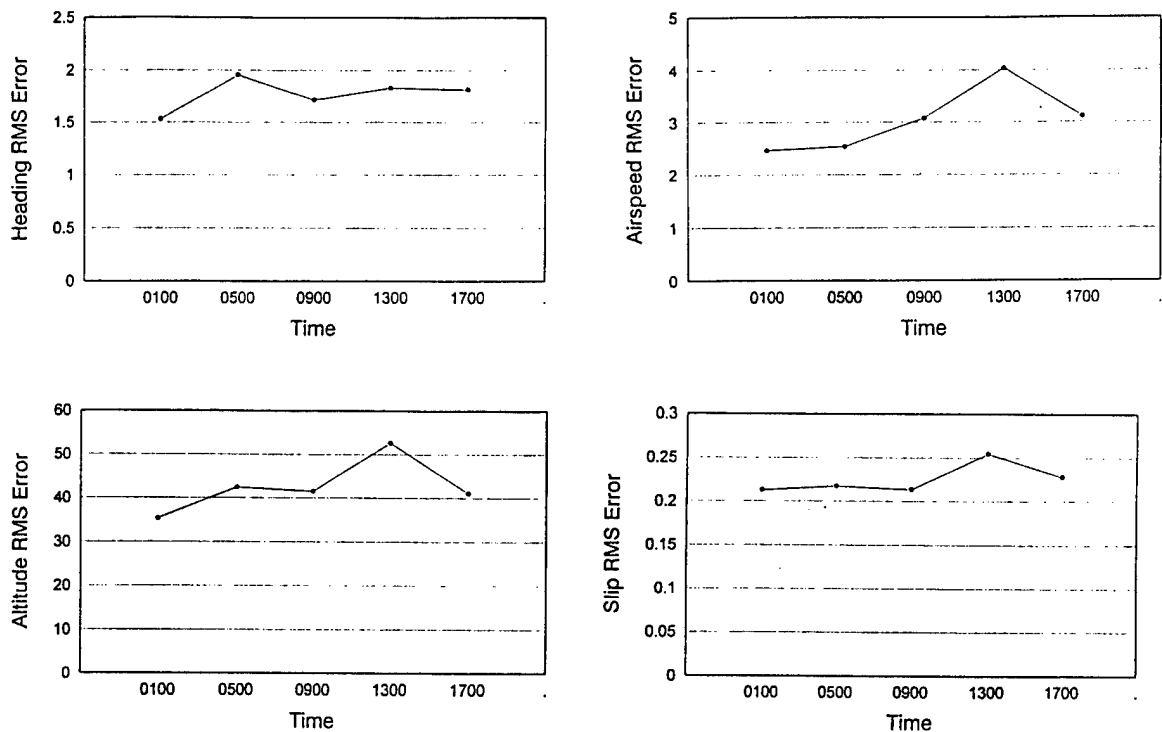 Heading RMS Error
2.5
2
1.5
1
0.5
0
0100 0500 0900 1300 1700
Time
Airspeed RMS Error
5
4
3
2
1
0
0100 0500 0900 1300 1700
Time
Altitude RMS Error
60
50
40
30
20
10
0
0100 0500 0900 1300 1700
Time
Slip RMS Error
0.3
0.25
0.2
0.15
0.1
0.05
0
0100 0500 0900 1300 1700
Time